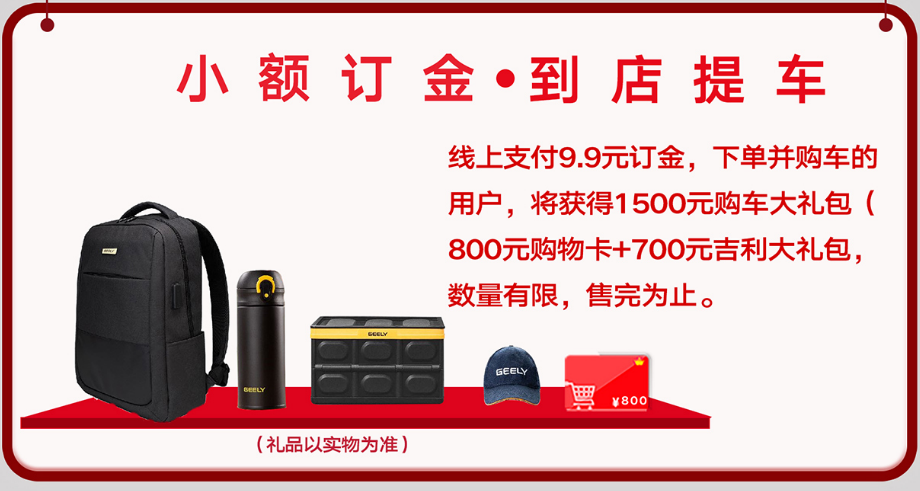 小额订金•到店提车
线上支付9.9元订金，下单并购车的
用户，将获得1500元购车大礼包（
800元购物卡+700元吉利大礼包，
数量有限，售完为止。
GEELY
GEELY
GEELY
GEELY
¥800
（礼品以实物为准）